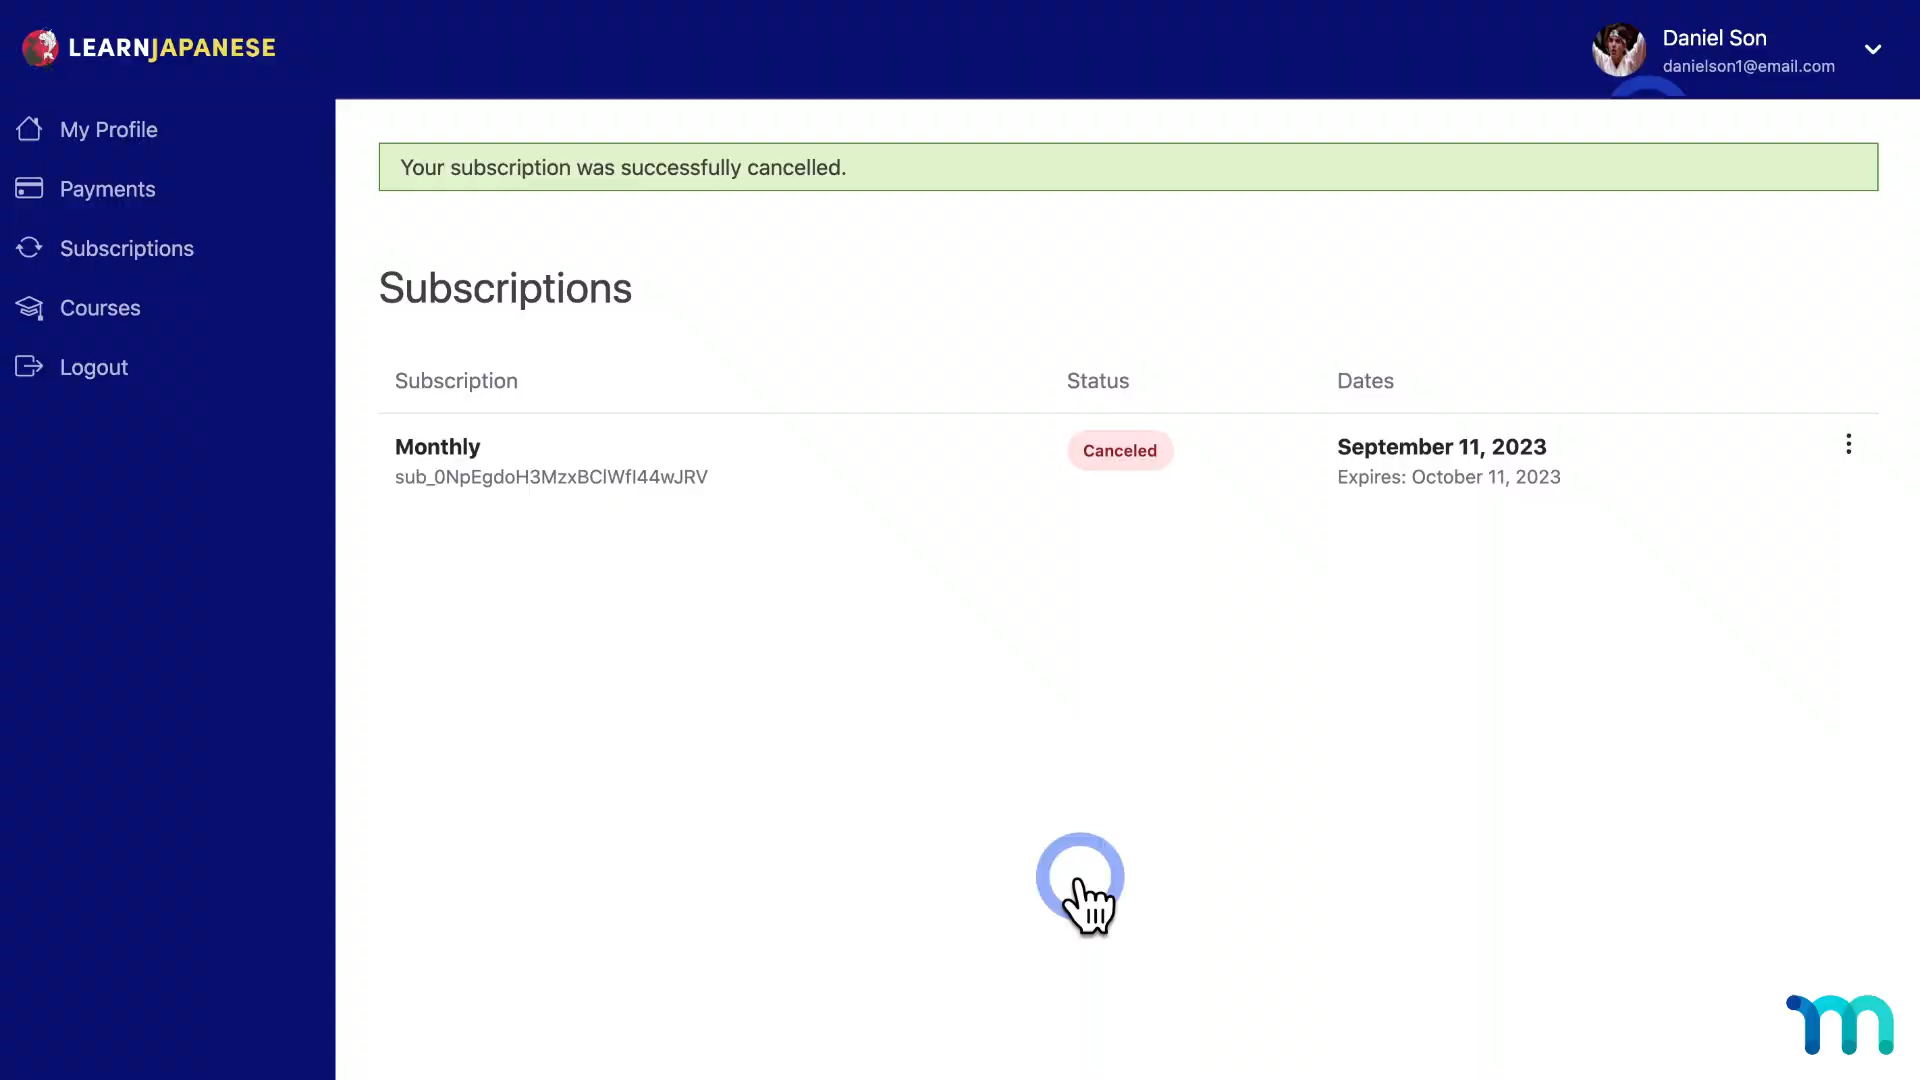 LEARNJAPANESE
Daniel Son
danielson1@email.com
My Profile
Payments
Subscriptions
Courses
Logout
Your subscription was successfully cancelled.
Subscriptions
Subscription Status Dates
Monthly Canceled September 11, 2023
sub_0NpEgdoH3MzxBClWfI44wJRV Expires: October 11, 2023
m